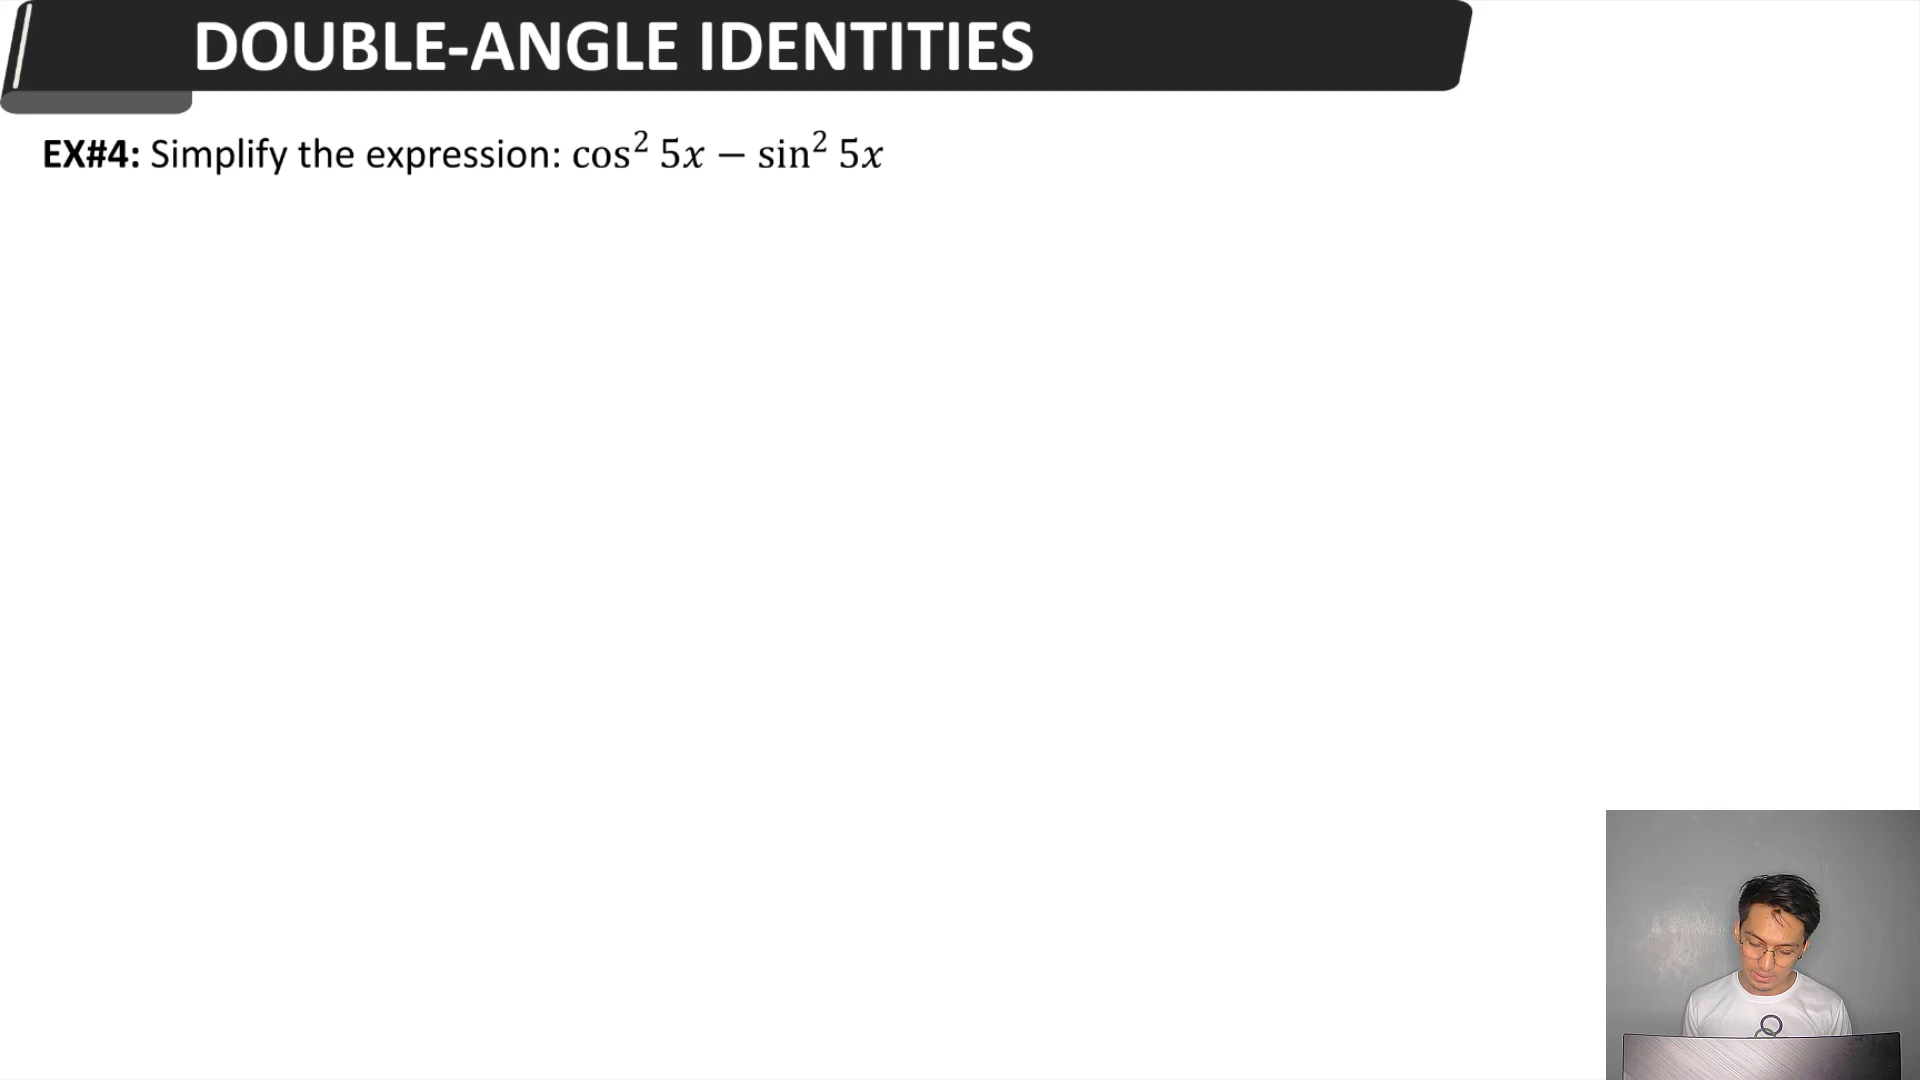 DOUBLE-ANGLE IDENTITIES
EX#4: Simplify the expression: cos² 5x − sin² 5x